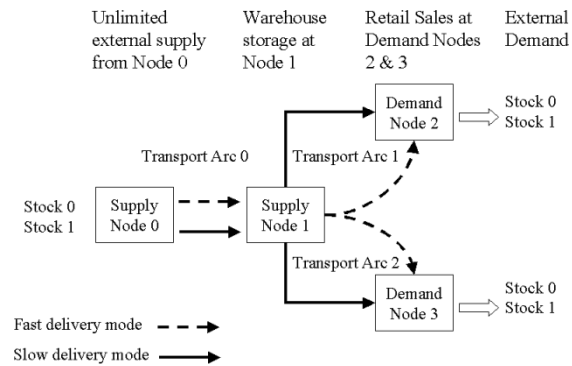 Unlimited
external supply
from Node 0
Warehouse
storage at
Node 1
Retail Sales at
Demand Nodes
2 & 3
External
Demand
Demand
Node 2
Stock 0
Stock 1
Transport Arc 0
Transport Arc 1
Stock 0
Stock 1
Supply
Node 0
Supply
Node 1
Transport Arc 2
Demand
Node 3
Stock 0
Stock 1
Fast delivery mode
Slow delivery mode